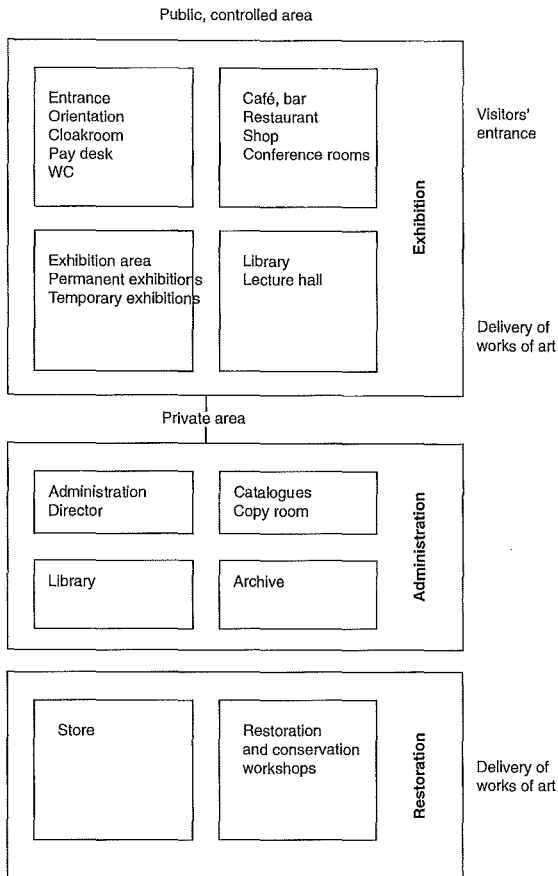 Public, controlled area
Entrance
Orientation
Cloakroom
Pay desk
WC
Café, bar
Restaurant
Shop
Conference rooms
Visitors'
entrance
Exhibition
Exhibition area
Permanent exhibitions
Temporary exhibitions
Library
Lecture hall
Delivery of
works of art
Private area
Administration
Director
Catalogues
Copy room
Administration
Library
Archive
Store
Restoration
and conservation
workshops
Restoration
Delivery of
works of art